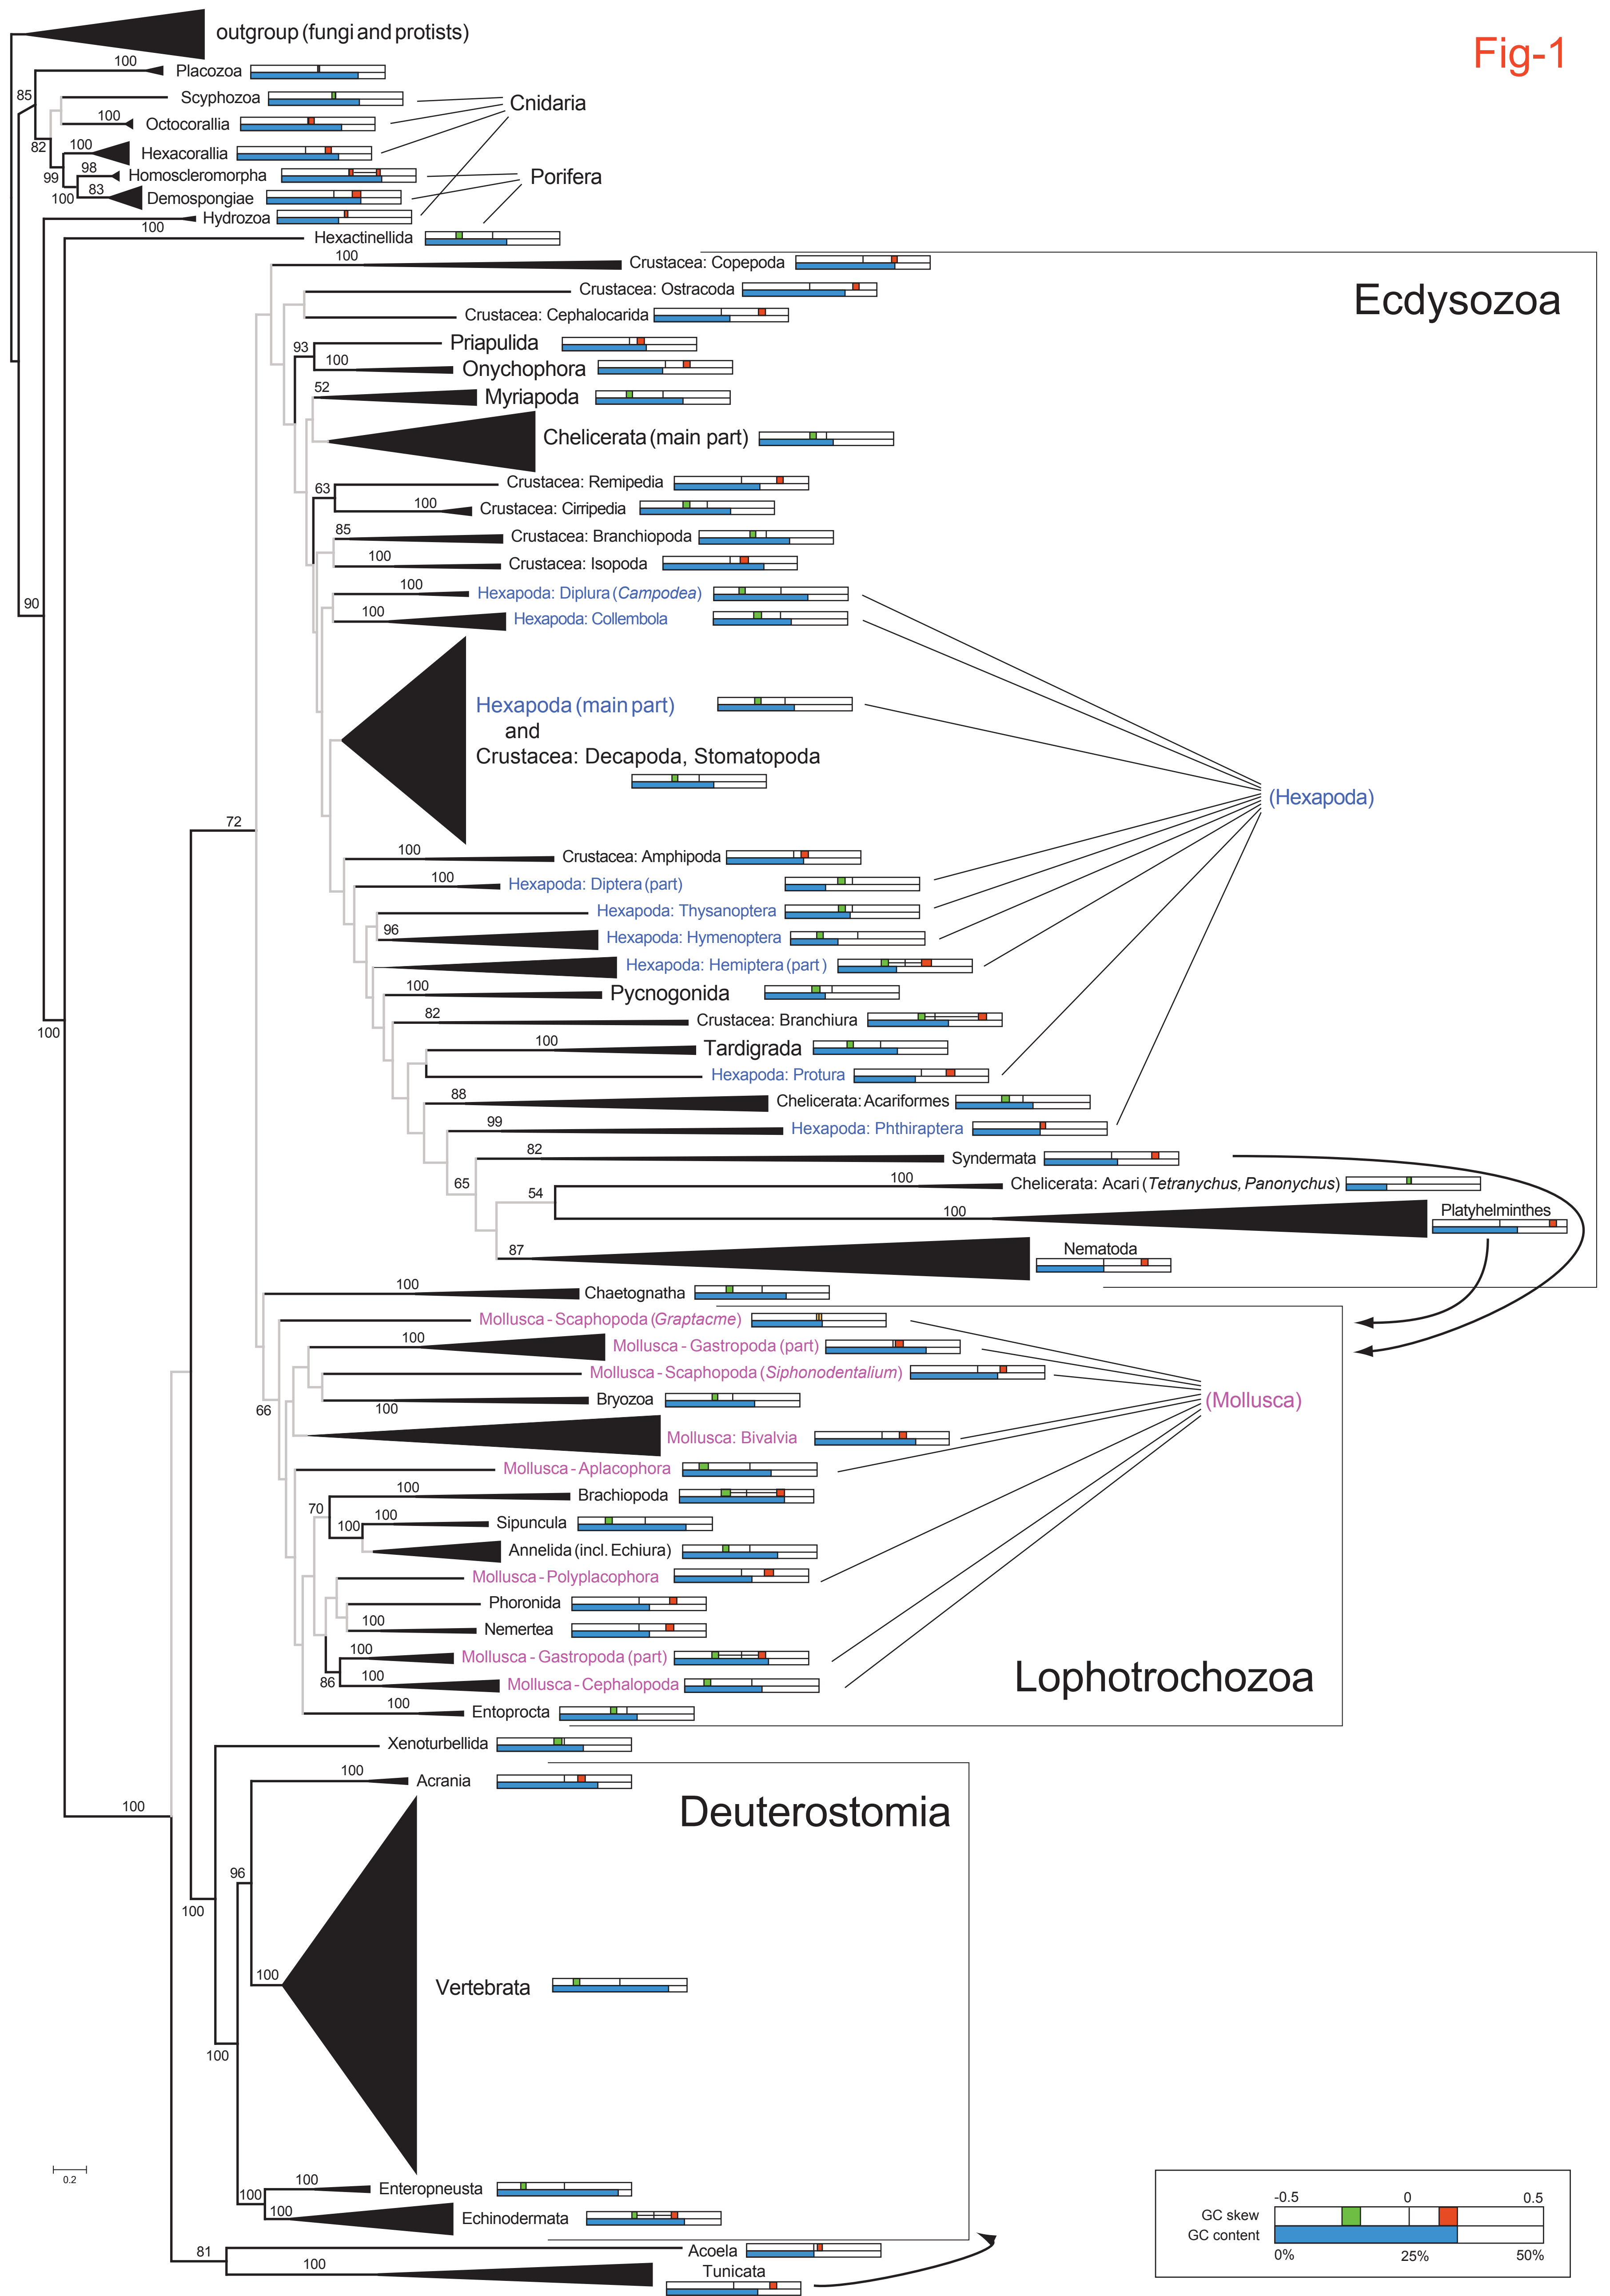 outgroup (fungi and protists)
Fig-1
100
Placozoa
85
Scyphozoa
Cnidaria
100
Octocorallia
82
100
Hexacorallia
99
98
Homoscleromorpha
Porifera
100
83
Demospongiae
Hydrozoa
100
100
Hexactinellida
100
Crustacea: Copepoda
Ecdysozoa
Crustacea: Ostracoda
Crustacea: Cephalocarida
93
Priapulida
100
Onychophora
52
Myriapoda
Chelicerata (main part)
63
Crustacea: Remipedia
100
Crustacea: Cirripedia
85
Crustacea: Branchiopoda
100
Crustacea: Isopoda
100
Hexapoda: Diplura (Campodea)
90
100
Hexapoda: Collembola
Hexapoda (main part)
and
Crustacea: Decapoda, Stomatopoda
(Hexapoda)
72
100
Crustacea: Amphipoda
100
Hexapoda: Diptera (part)
Hexapoda: Thysanoptera
96
Hexapoda: Hymenoptera
Hexapoda: Hemiptera (part)
100
Pycnogonida
82
Crustacea: Branchiura
100
100
Tardigrada
Hexapoda: Protura
88
Chelicerata: Acariformes
99
Hexapoda: Phthiraptera
82
Syndermata
65
54
100
Chelicerata: Acari (Tetranychus, Panonychus)
100
Platyhelminthes
87
Nematoda
100
Chaetognatha
Mollusca - Scaphopoda (Graptacme)
100
Mollusca - Gastropoda (part)
Mollusca - Scaphopoda (Siphonodentalium)
66
100
Bryozoa
(Mollusca)
Mollusca: Bivalvia
Mollusca - Aplacophora
100
Brachiopoda
70
100
100
Sipuncula
Annelida (incl. Echiura)
Mollusca - Polyplacophora
Phoronida
100
Nemertea
100
Mollusca - Gastropoda (part)
86
100
Mollusca - Cephalopoda
Lophotrochozoa
100
Entoprocta
Xenoturbellida
100
Acrania
100
Deuterostomia
96
100
100
Vertebrata
100
0.2
100
Enteropneusta
100
100
Echinodermata
81
Acoela
100
Tunicata
-0.5
0
0.5
GC skew
GC content
0%
25%
50%